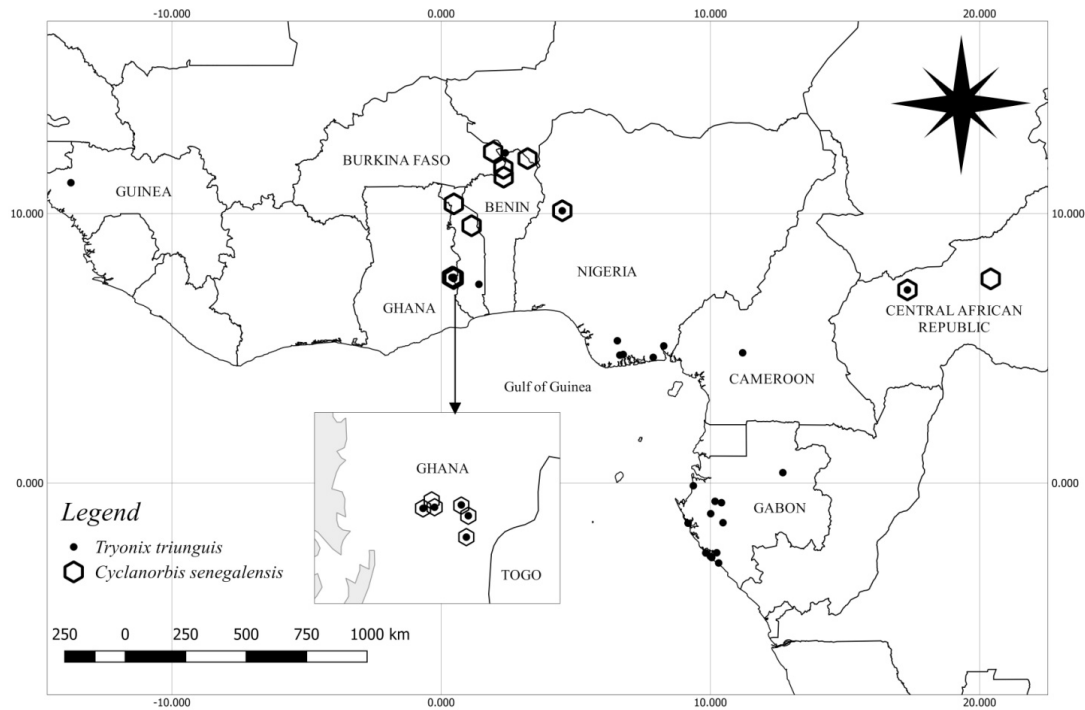 -10.000 0.000 10.000 20.000
BURKINA FASO
GUINEA
BENIN
10.000 10.000
NIGERIA
GHANA
CENTRAL AFRICAN
REPUBLIC
CAMEROON
Gulf of Guinea
GHANA
TOGO
0.000 0.000
GABON
Legend
Tryonix triunguis
Cyclanorbis senegalensis
250 0 250 500 750 1000 km
-10.000 0.000 10.000 20.000